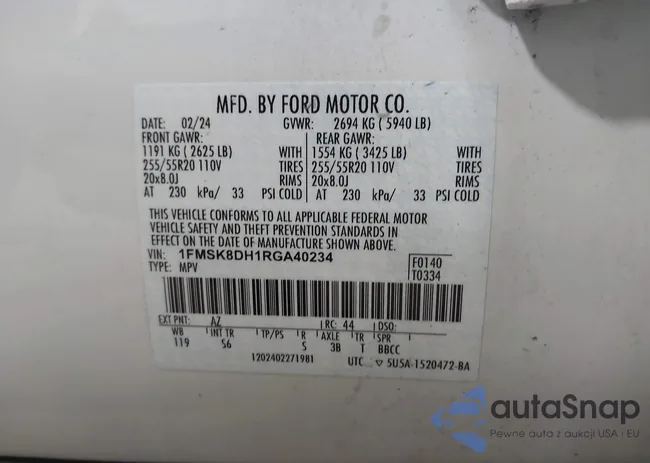 MFD. BY FORD MOTOR CO.
DATE: 02/24 GVWR: 2694 KG ( 5940 LB)
FRONT GAWR: REAR GAWR:
1191 KG ( 2625 LB) WITH 1554 KG ( 3425 LB) WITH
255/55R20 110V TIRES 255/55R20 110V TIRES
20x8.0J RIMS 20x8.0J RIMS
AT 230 kPa/ 33 PSI COLD AT 230 kPa/ 33 PSI COLD
THIS VEHICLE CONFORMS TO ALL APPLICABLE FEDERAL MOTOR
VEHICLE SAFETY AND THEFT PREVENTION STANDARDS IN
EFFECT ON THE DATE OF MANUFACTURE SHOWN ABOVE.
VIN: 1FMSK8DH1RGA40234 F0140
TYPE: MPV T0334
EXT PNT: AZ RC: 44 DSO:
WB INT TR TP/PS R AXLE TR SPR
119 S6 S 3B T BBCC
1202402271981 UTC ▽ 5U5A-1520472-BA
autaSnap
Pewne auta z aukcji USA i EU